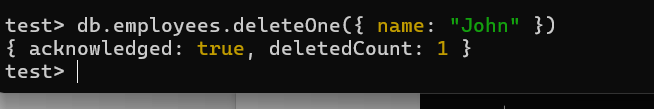 test> db.employees.deleteOne({ name: "John" })
{ acknowledged: true, deletedCount: 1 }
test>